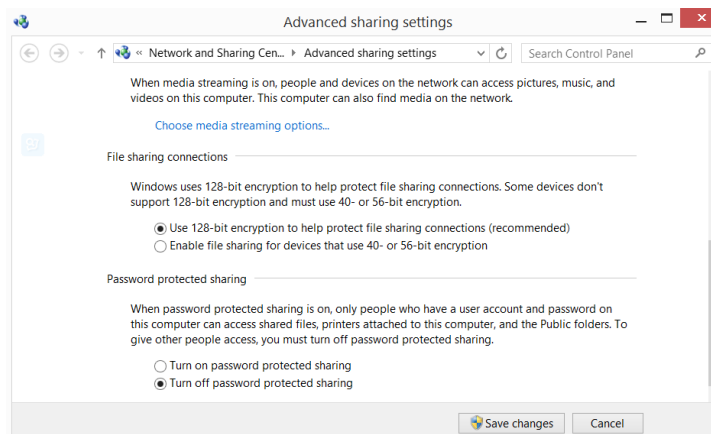 Advanced sharing settings
« Network and Sharing Cen... Advanced sharing settings Search Control Panel
When media streaming is on, people and devices on the network can access pictures, music, and
videos on this computer. This computer can also find media on the network.
Choose media streaming options...
File sharing connections
Windows uses 128-bit encryption to help protect file sharing connections. Some devices don't
support 128-bit encryption and must use 40- or 56-bit encryption.
Use 128-bit encryption to help protect file sharing connections (recommended)
Enable file sharing for devices that use 40- or 56-bit encryption
Password protected sharing
When password protected sharing is on, only people who have a user account and password on
this computer can access shared files, printers attached to this computer, and the Public folders. To
give other people access, you must turn off password protected sharing.
Turn on password protected sharing
Turn off password protected sharing
Save changes Cancel